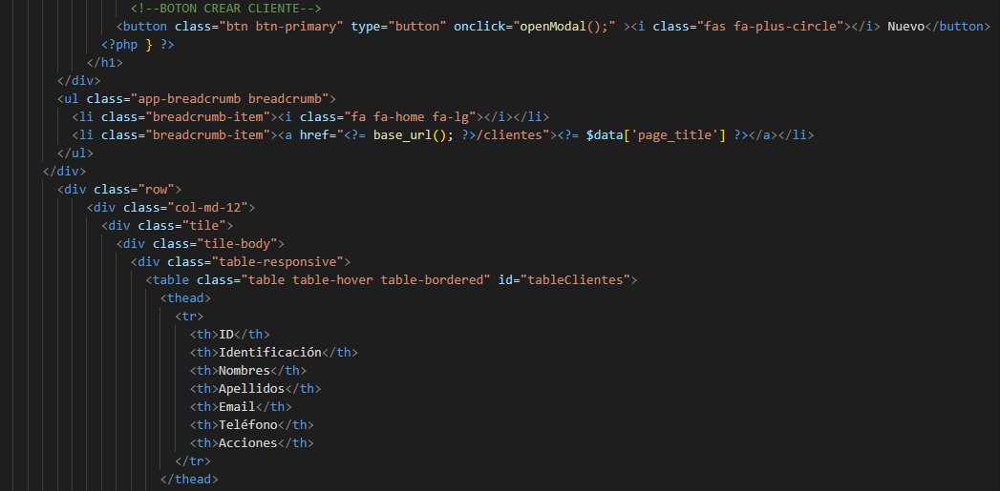 <!--BOTON CREAR CLIENTE-->
<button class="btn btn-primary" type="button" onclick="openModal();" ><i class="fas fa-plus-circle"></i> Nuevo</button>
<?php } ?>
</h1>
</div>
<ul class="app-breadcrumb breadcrumb">
<li class="breadcrumb-item"><i class="fa fa-home fa-lg"></i></li>
<li class="breadcrumb-item"><a href="<?= base_url(); ?>/clientes"><?= $data['page_title'] ?></a></li>
</ul>
</div>
<div class="row">
<div class="col-md-12">
<div class="tile">
<div class="tile-body">
<div class="table-responsive">
<table class="table table-hover table-bordered" id="tableClientes">
<thead>
<tr>
<th>ID</th>
<th>Identificación</th>
<th>Nombres</th>
<th>Apellidos</th>
<th>Email</th>
<th>Teléfono</th>
<th>Acciones</th>
</tr>
</thead>